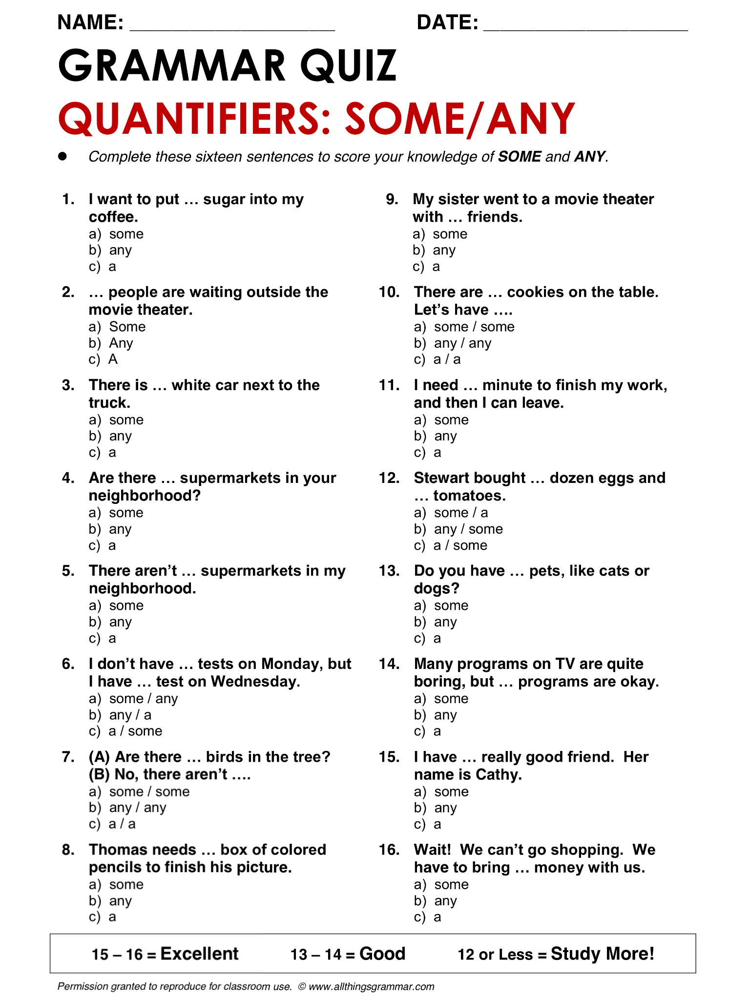 NAME: ________________________ DATE: ________________________
GRAMMAR QUIZ
QUANTIFIERS: SOME/ANY
● Complete these sixteen sentences to score your knowledge of SOME and ANY.
1. I want to put … sugar into my
coffee.
a) some
b) any
c) a
2. … people are waiting outside the
movie theater.
a) Some
b) Any
c) A
3. There is … white car next to the
truck.
a) some
b) any
c) a
4. Are there … supermarkets in your
neighborhood?
a) some
b) any
c) a
5. There aren’t … supermarkets in my
neighborhood.
a) some
b) any
c) a
6. I don’t have … tests on Monday, but
I have … test on Wednesday.
a) some / any
b) any / a
c) a / some
7. (A) Are there … birds in the tree?
(B) No, there aren’t ….
a) some / some
b) any / any
c) a / a
8. Thomas needs … box of colored
pencils to finish his picture.
a) some
b) any
c) a
9. My sister went to a movie theater
with … friends.
a) some
b) any
c) a
10. There are … cookies on the table.
Let’s have ….
a) some / some
b) any / any
c) a / a
11. I need … minute to finish my work,
and then I can leave.
a) some
b) any
c) a
12. Stewart bought … dozen eggs and
… tomatoes.
a) some / a
b) any / some
c) a / some
13. Do you have … pets, like cats or
dogs?
a) some
b) any
c) a
14. Many programs on TV are quite
boring, but … programs are okay.
a) some
b) any
c) a
15. I have … really good friend. Her
name is Cathy.
a) some
b) any
c) a
16. Wait! We can’t go shopping. We
have to bring … money with us.
a) some
b) any
c) a
15 – 16 = Excellent 13 – 14 = Good 12 or Less = Study More!
Permission granted to reproduce for classroom use. © www.allthingsgrammar.com